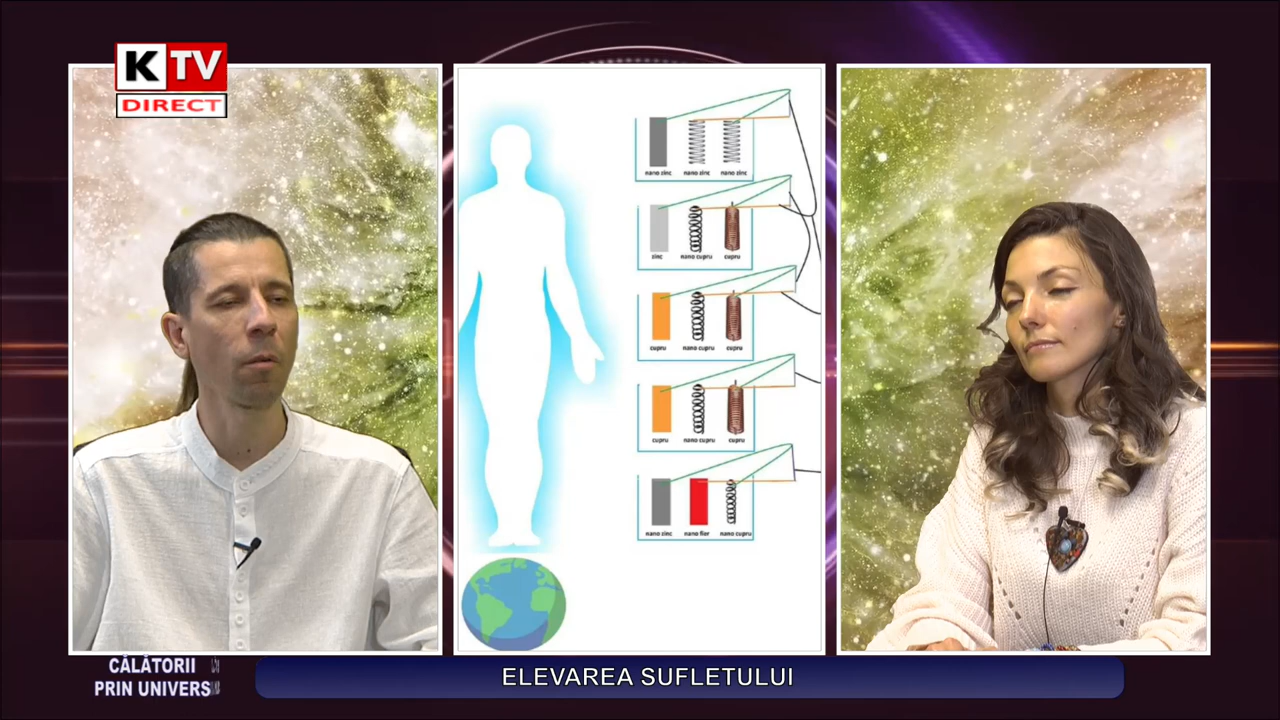 K TV
DIRECT
nano zinc nano zinc nano zinc
zinc nano cupru cupru
cupru nano cupru cupru
cupru nano cupru cupru
nano zinc nano fior nano cupru
CĂLĂTORII
PRIN UNIVERS
ELEVAREA SUFLETULUI